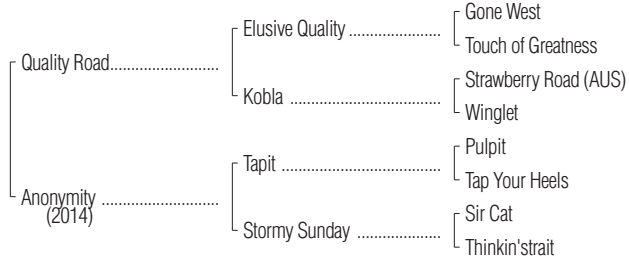 Gone West
Elusive Quality
Touch of Greatness
Quality Road
Strawberry Road (AUS)
Kobla
Winglet
Pulpit
Tapit
Tap Your Heels
Anonymity
(2014)
Sir Cat
Stormy Sunday
Thinkin'strait